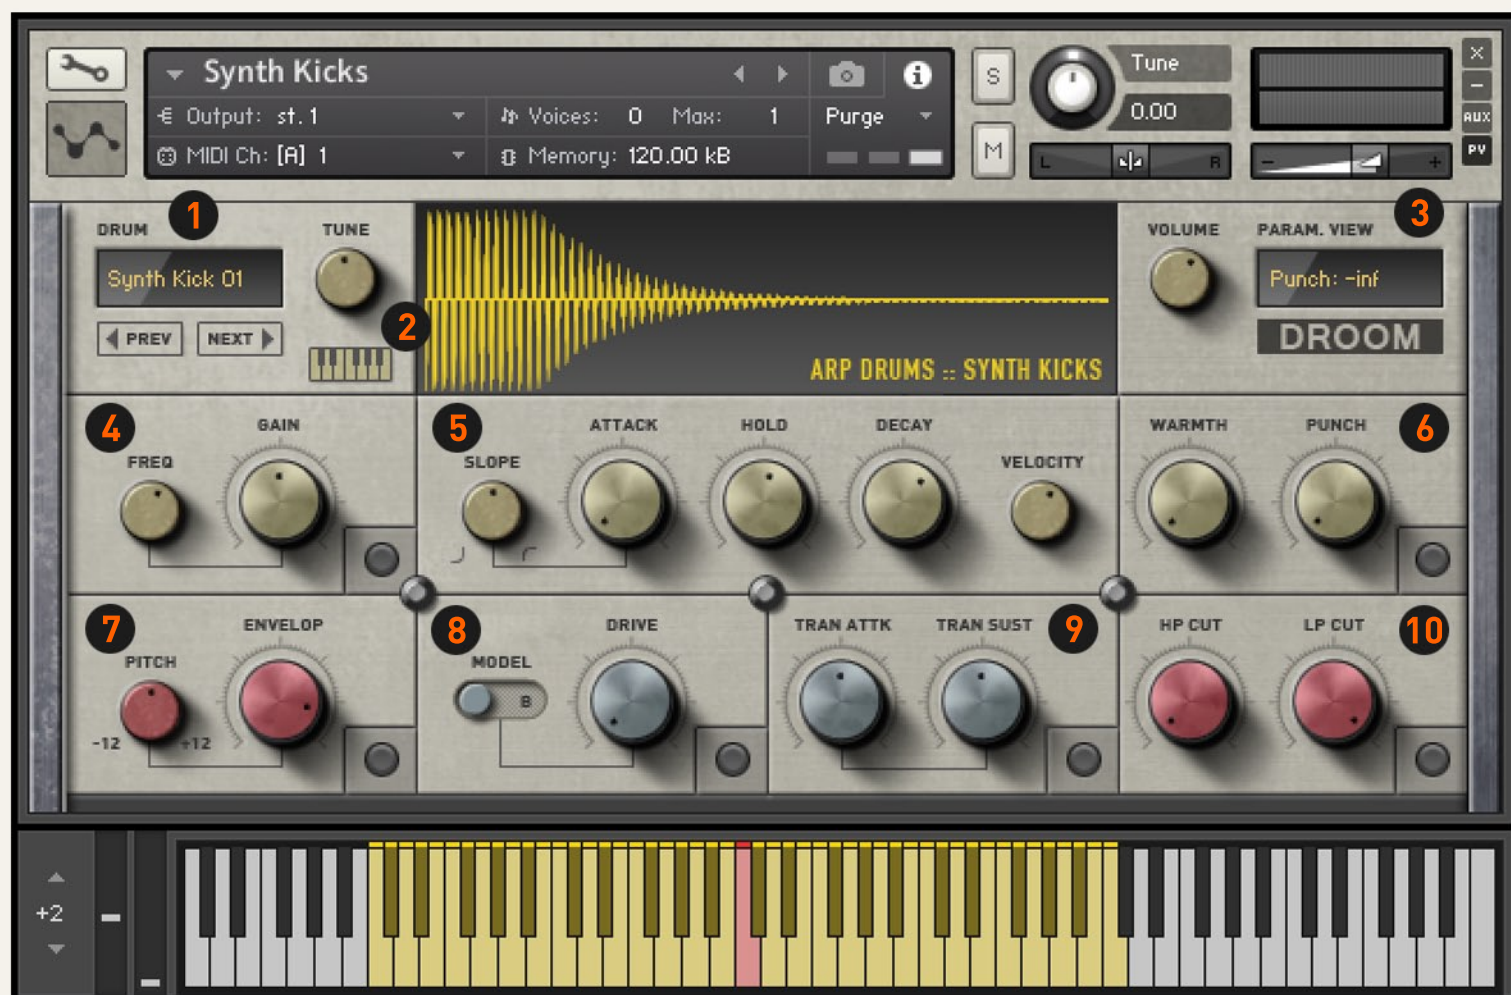 Synth Kicks
Output: st.1
Voices: 0 Max: 1
Purge
MIDI Ch: [A] 1
Memory: 120.00 kB
S
M
Tune
0.00
L R
- +
X
-
AUX
PV
1
DRUM
Synth Kick 01
PREV NEXT
TUNE
2
ARP DRUMS :: SYNTH KICKS
VOLUME
3
PARAM. VIEW
Punch: -inf
DROOM
4
GAIN
FREQ
5
SLOPE
ATTACK
HOLD
DECAY
VELOCITY
WARMTH
PUNCH
6
7
ENVELOP
PITCH
-12 +12
8
MODEL
B
DRIVE
TRAN ATTK
TRAN SUST
9
HP CUT
LP CUT
10
+2